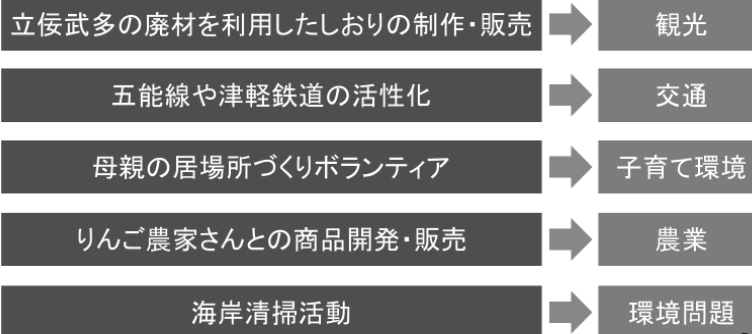 立佞武多の廃材を利用したしおりの制作・販売 観光
五能線や津軽鉄道の活性化 交通
母親の居場所づくりボランティア 子育て環境
りんご農家さんとの商品開発・販売 農業
海岸清掃活動 環境問題